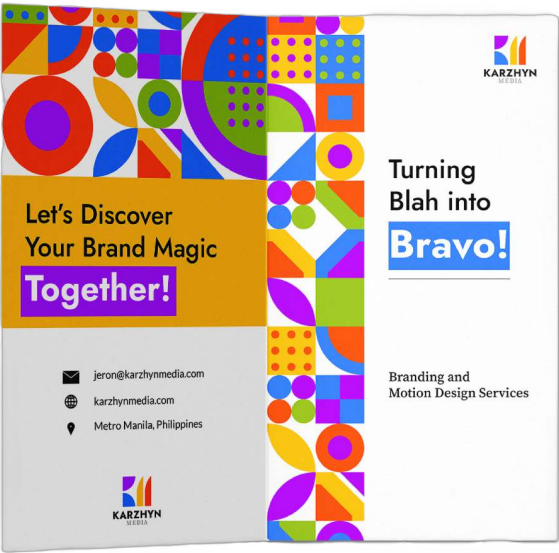 Let's Discover
Your Brand Magic
Together!
jeron@karzhynmedia.com
karzhynmedia.com
Metro Manila, Philippines
KARZHYN
MEDIA
KARZHYN
MEDIA
Turning
Blah into
Bravo!
Branding and
Motion Design Services